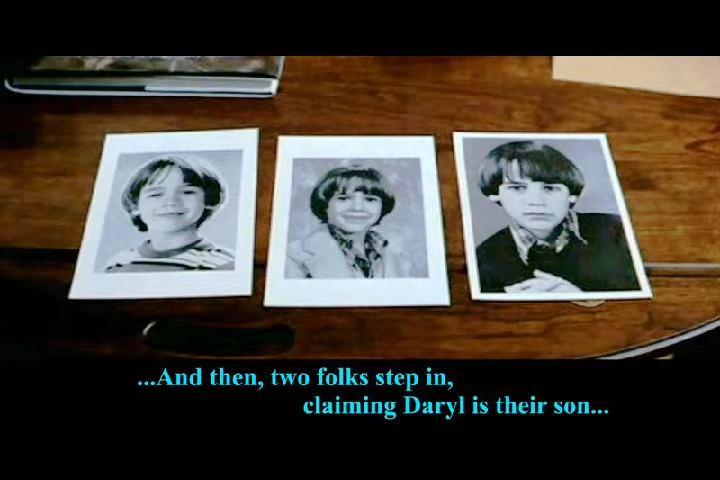 ...And then, two folks step in,
claiming Daryl is their son...